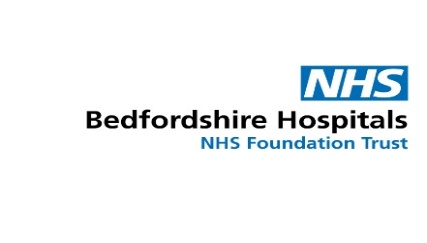 NHS
Bedfordshire Hospitals
NHS Foundation Trust